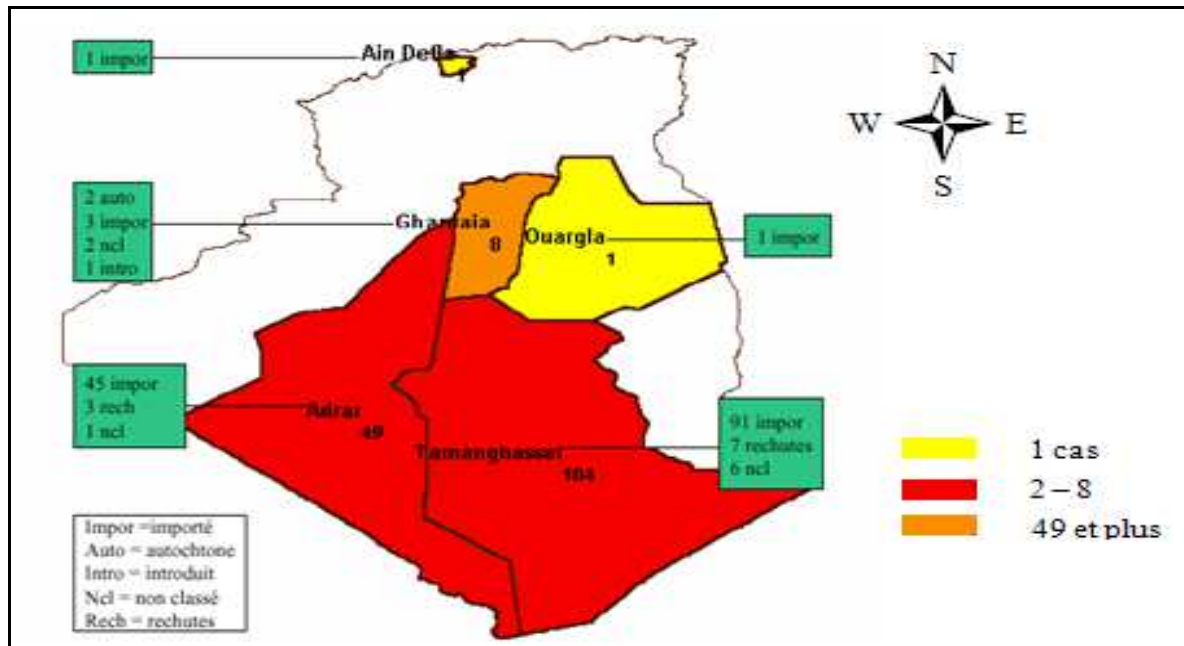 1 impor
Ain Defla
1
N
W E
S
2 auto
3 impor
2 ncl
1 intro
Ghardaia
8
Ouargla
1
1 impor
45 impor
3 rech
1 ncl
Adrar
49
Tamanghasset
104
91 impor
7 rechutes
6 ncl
1 cas
2 – 8
49 et plus
Impor =importé
Auto = autochtone
Intro = introduit
Ncl = non classé
Rech = rechutes